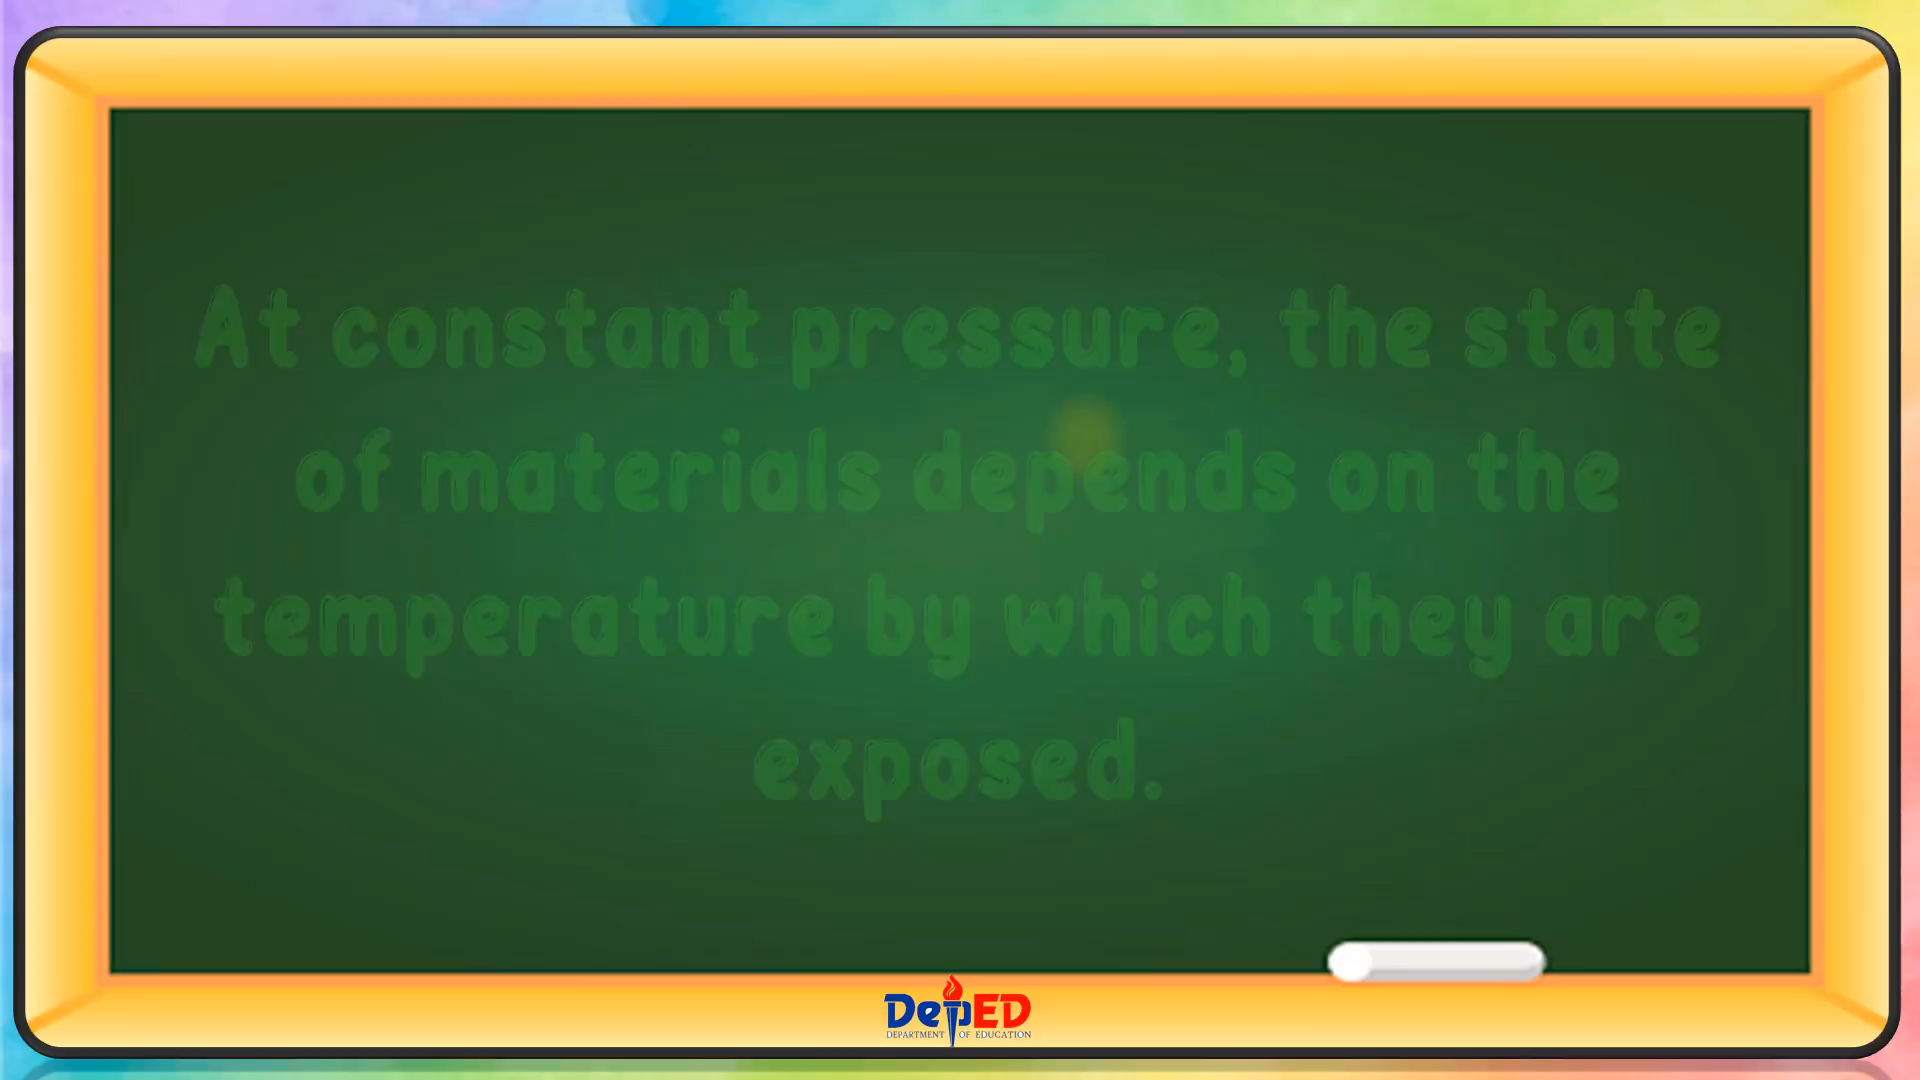 At constant pressure, the state
of materials depends on the
temperature by which they are
exposed.
DepED
DEPARTMENT OF EDUCATION